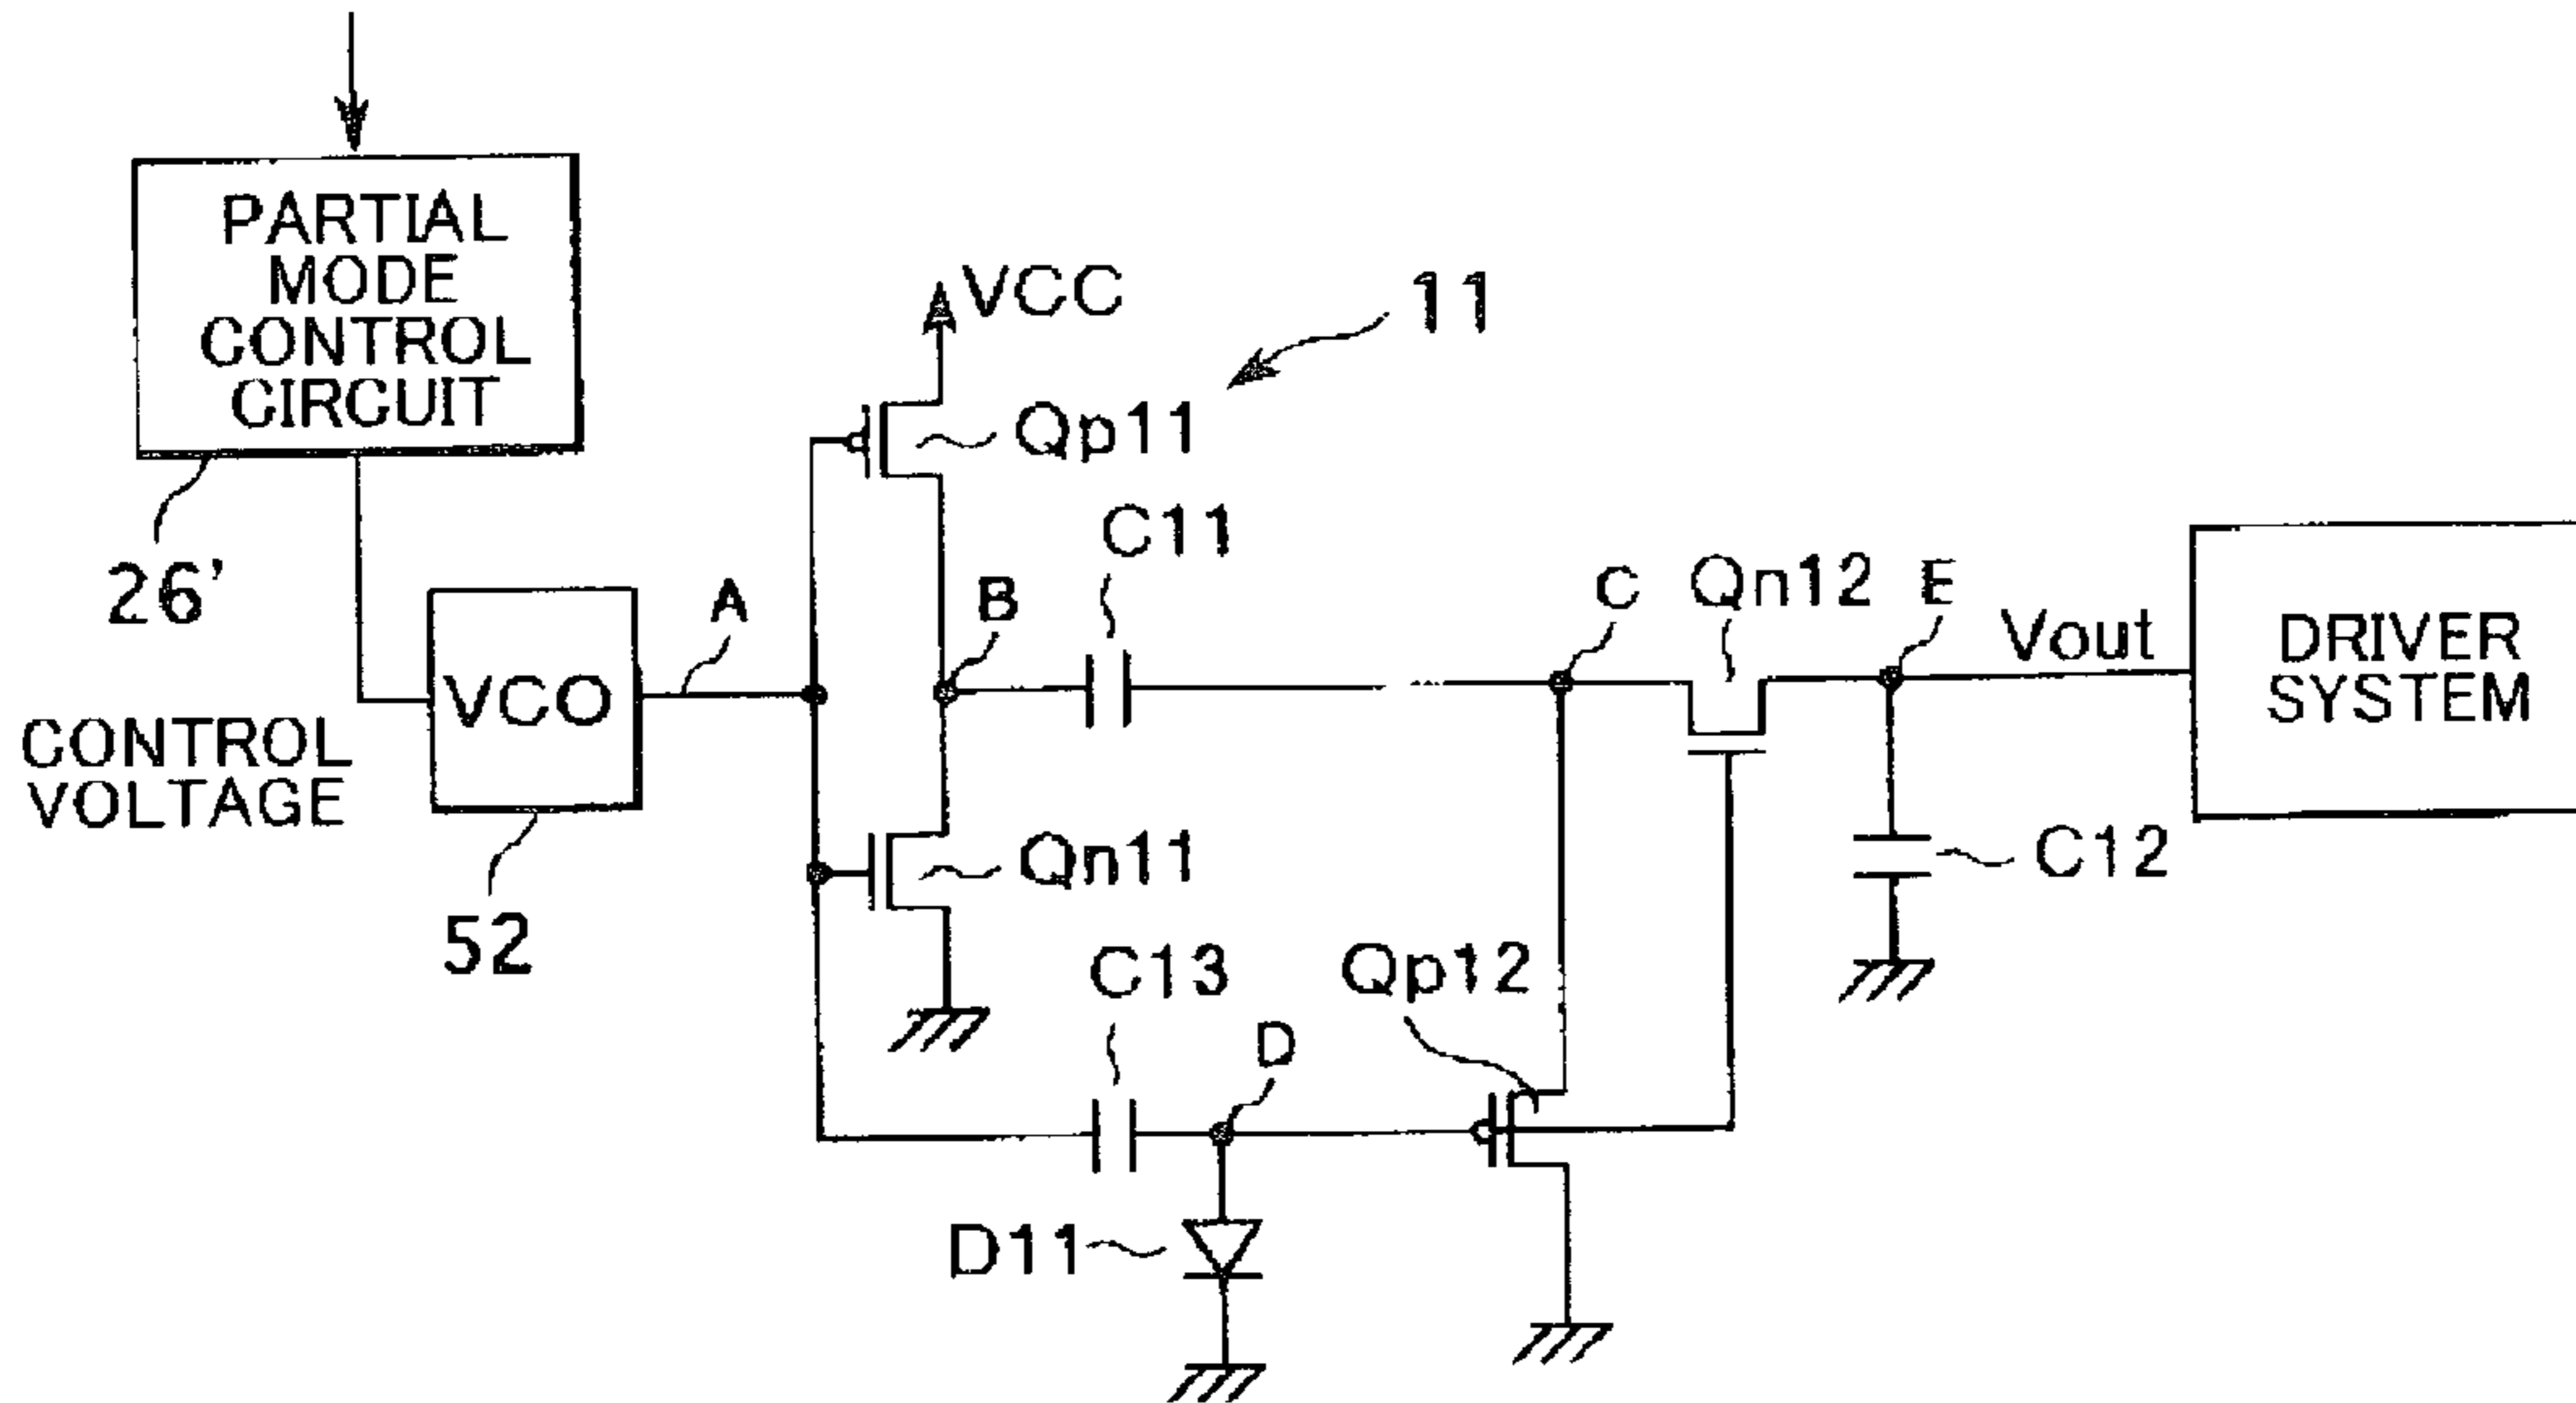 PARTIAL
MODE
CONTROL
CIRCUIT
26’
CONTROL
VOLTAGE
VCO
52
A
VCC
11
Qp11
B
C11
Qn11
C13
D
D11
Qp12
C
Qn12
E
Vout
C12
DRIVER
SYSTEM